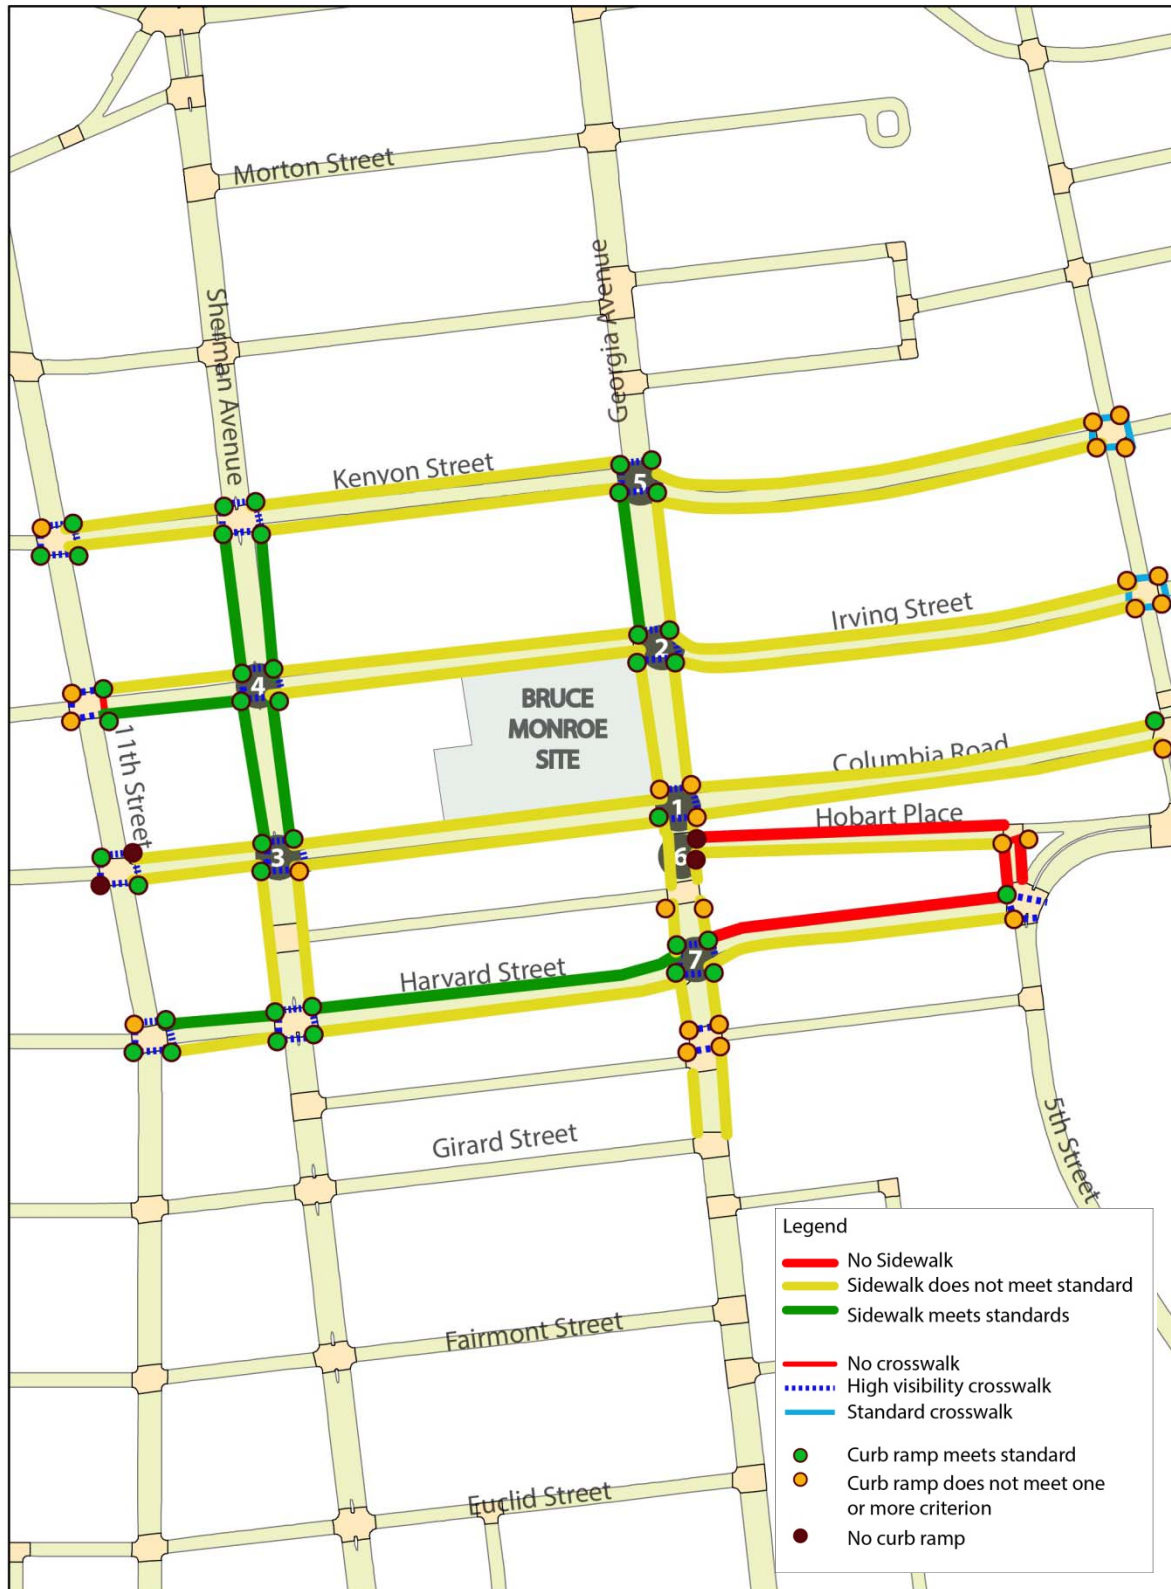 Morton Street
Sherman Avenue
Georgia Avenue
Kenyon Street
5
Irving Street
2
4
BRUCE
MONROE
SITE
11th Street
Columbia Road
1
Hobart Place
3
6
Harvard Street
7
Girard Street
5th Street
Fairmont Street
Euclid Street
Legend
No Sidewalk
Sidewalk does not meet standard
Sidewalk meets standards
No crosswalk
High visibility crosswalk
Standard crosswalk
Curb ramp meets standard
Curb ramp does not meet one
or more criterion
No curb ramp